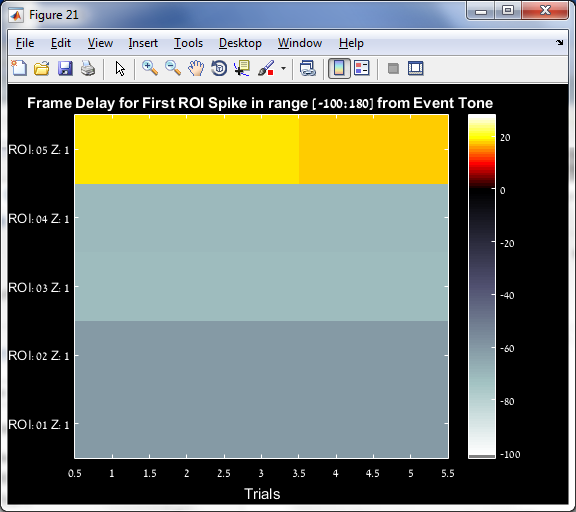 Figure 21
File Edit View Insert Tools Desktop Window Help
Frame Delay for First ROI Spike in range [-100:180] from Event Tone
ROI: 05 Z: 1
ROI: 04 Z: 1
ROI: 03 Z: 1
ROI: 02 Z: 1
ROI: 01 Z: 1
0.5 1 1.5 2 2.5 3 3.5 4 4.5 5 5.5
Trials
20
0
-20
-40
-60
-80
-100